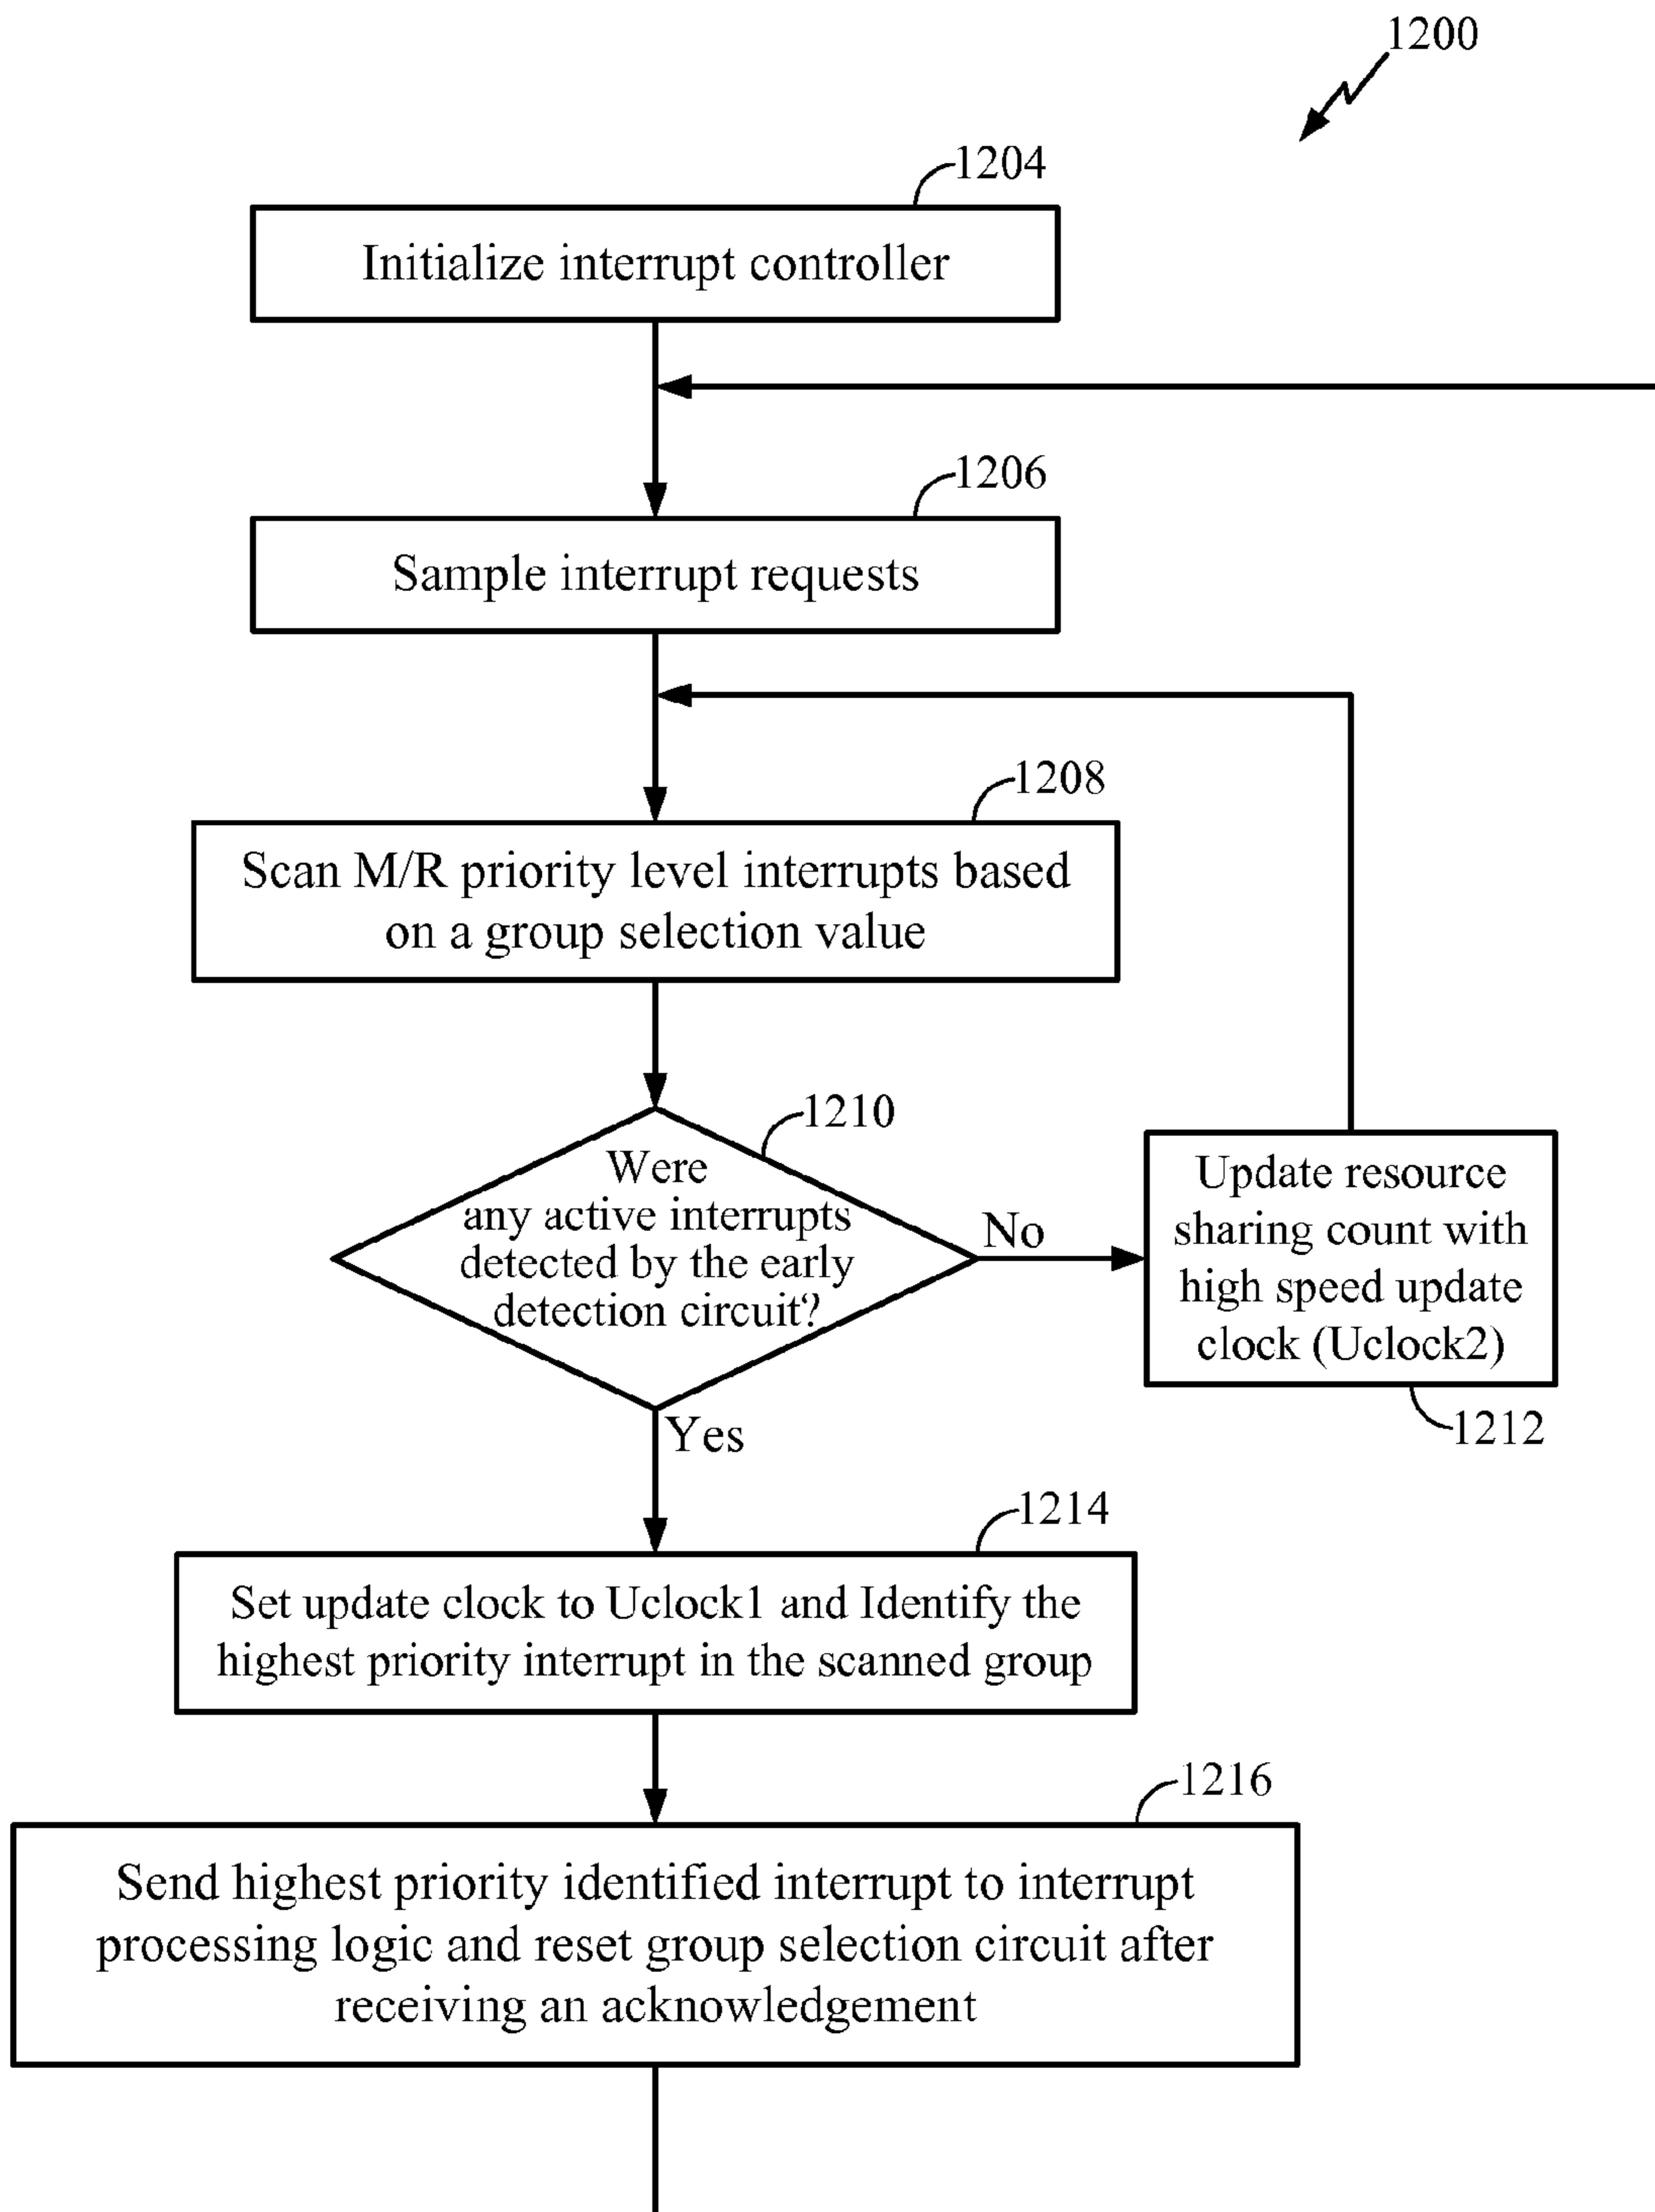 1200
1204
Initialize interrupt controller
1206
Sample interrupt requests
1208
Scan M/R priority level interrupts based
on a group selection value
1210
Were
any active interrupts
detected by the early
detection circuit?
No
Update resource
sharing count with
high speed update
clock (Uclock2)
1212
Yes
1214
Set update clock to Uclock1 and Identify the
highest priority interrupt in the scanned group
1216
Send highest priority identified interrupt to interrupt
processing logic and reset group selection circuit after
receiving an acknowledgement